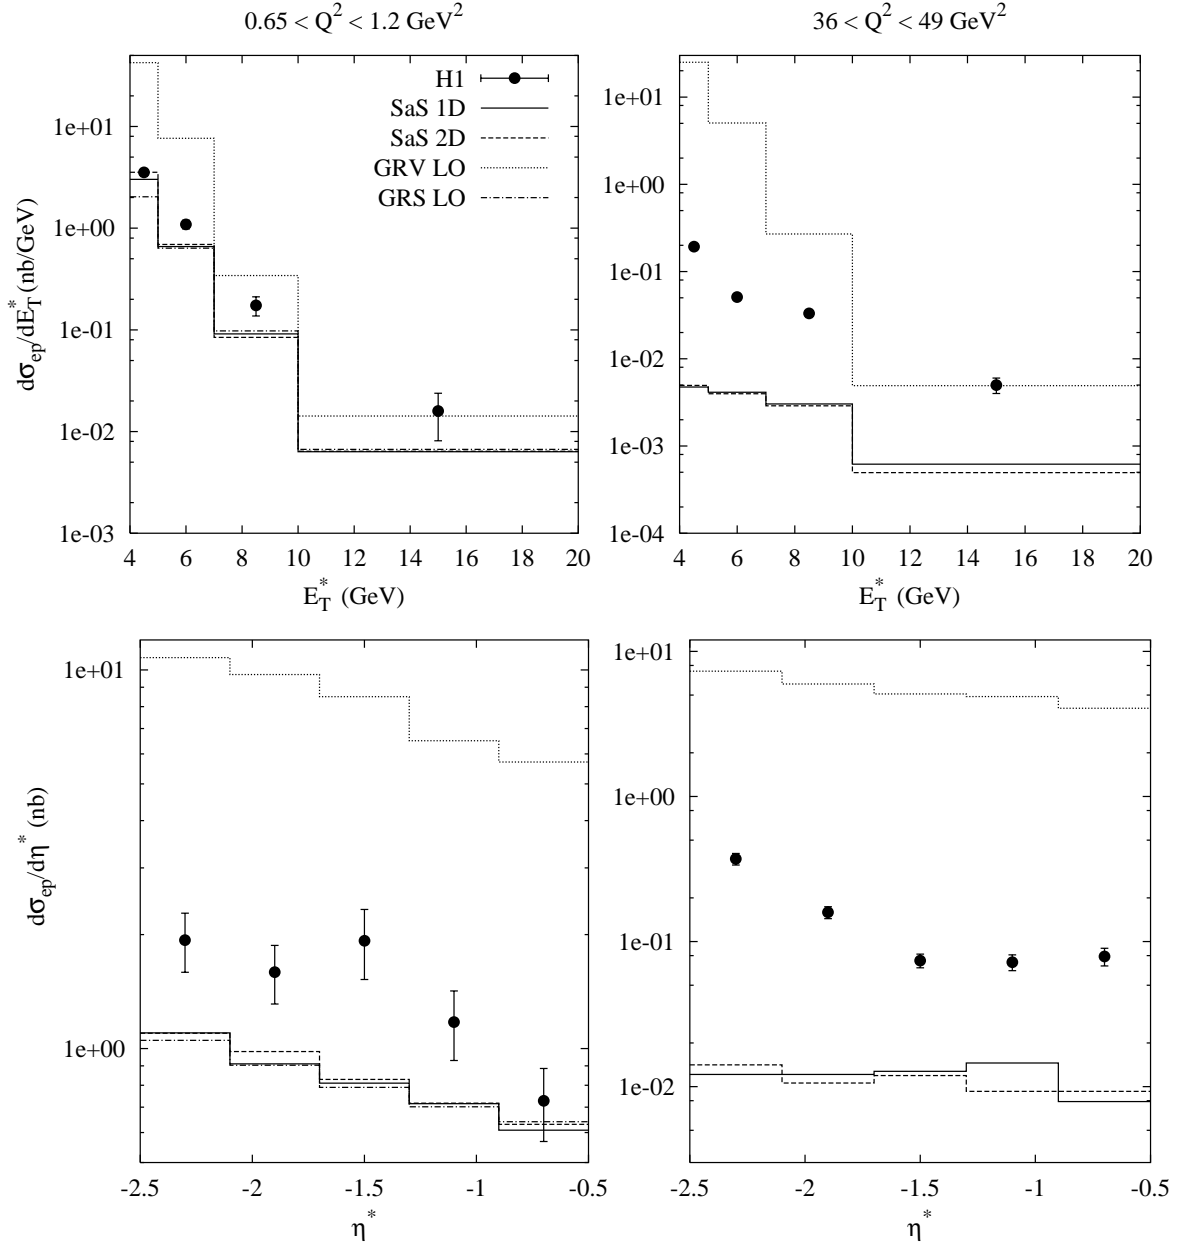 0.65 < Q^2 < 1.2 GeV^2
36 < Q^2 < 49 GeV^2
dσ_ep/dE_T^* (nb/GeV)
1e+01
1e+00
1e-01
1e-02
1e-03
H1
SaS 1D
SaS 2D
GRV LO
GRS LO
4 6 8 10 12 14 16 18 20
E_T^* (GeV)
1e+01
1e+00
1e-01
1e-02
1e-03
1e-04
4 6 8 10 12 14 16 18 20
E_T^* (GeV)
dσ_ep/dη^* (nb)
1e+01
1e+00
-2.5 -2 -1.5 -1 -0.5
η^*
1e+01
1e+00
1e-01
1e-02
-2.5 -2 -1.5 -1 -0.5
η^*